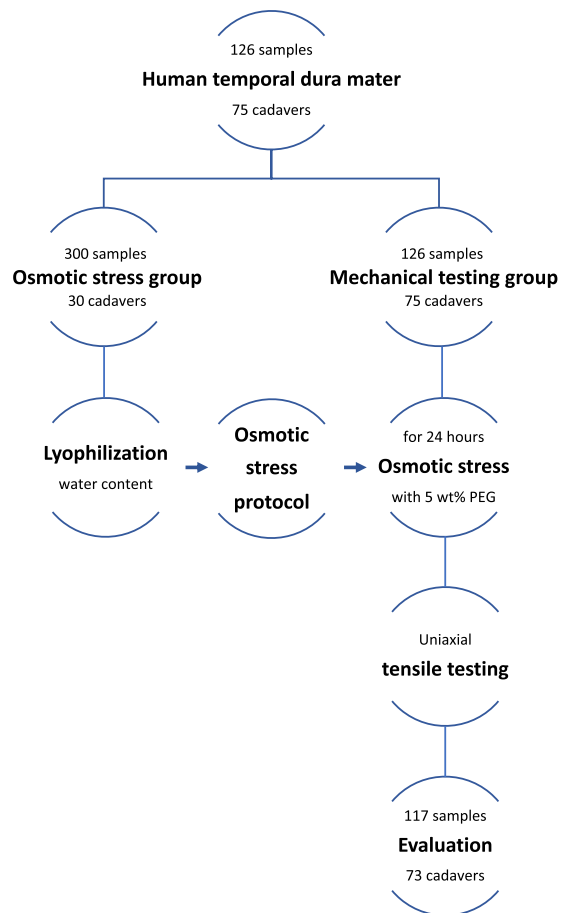 126 samples
Human temporal dura mater
75 cadavers
300 samples
Osmotic stress group
30 cadavers
126 samples
Mechanical testing group
75 cadavers
Lyophilization
water content
Osmotic
stress
protocol
for 24 hours
Osmotic stress
with 5 wt% PEG
Uniaxial
tensile testing
117 samples
Evaluation
73 cadavers